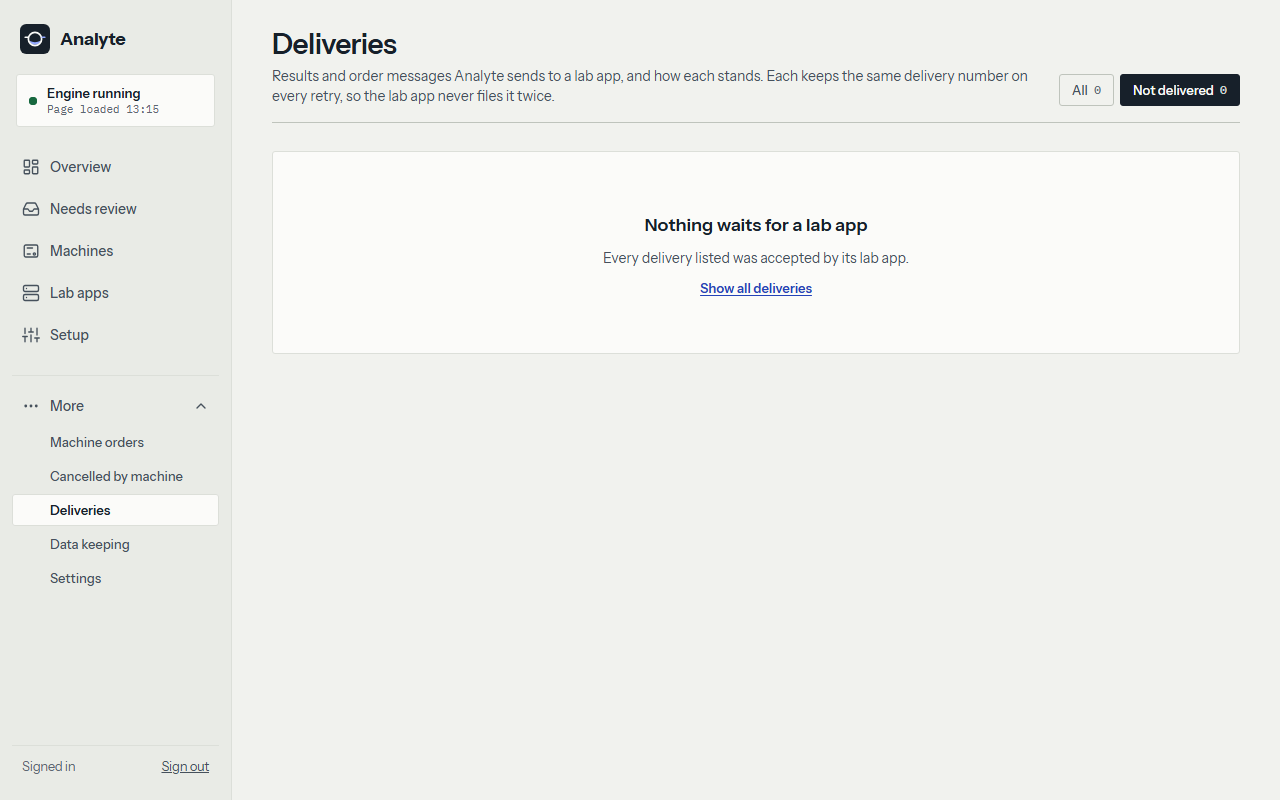 Analyte
Engine running
Page loaded 13:15
Overview
Needs review
Machines
Lab apps
Setup
More
Machine orders
Cancelled by machine
Deliveries
Data keeping
Settings
Signed in
Sign out
Deliveries
Results and order messages Analyte sends to a lab app, and how each stands. Each keeps the same delivery number on
every retry, so the lab app never files it twice.
All 0
Not delivered 0
Nothing waits for a lab app
Every delivery listed was accepted by its lab app.
Show all deliveries